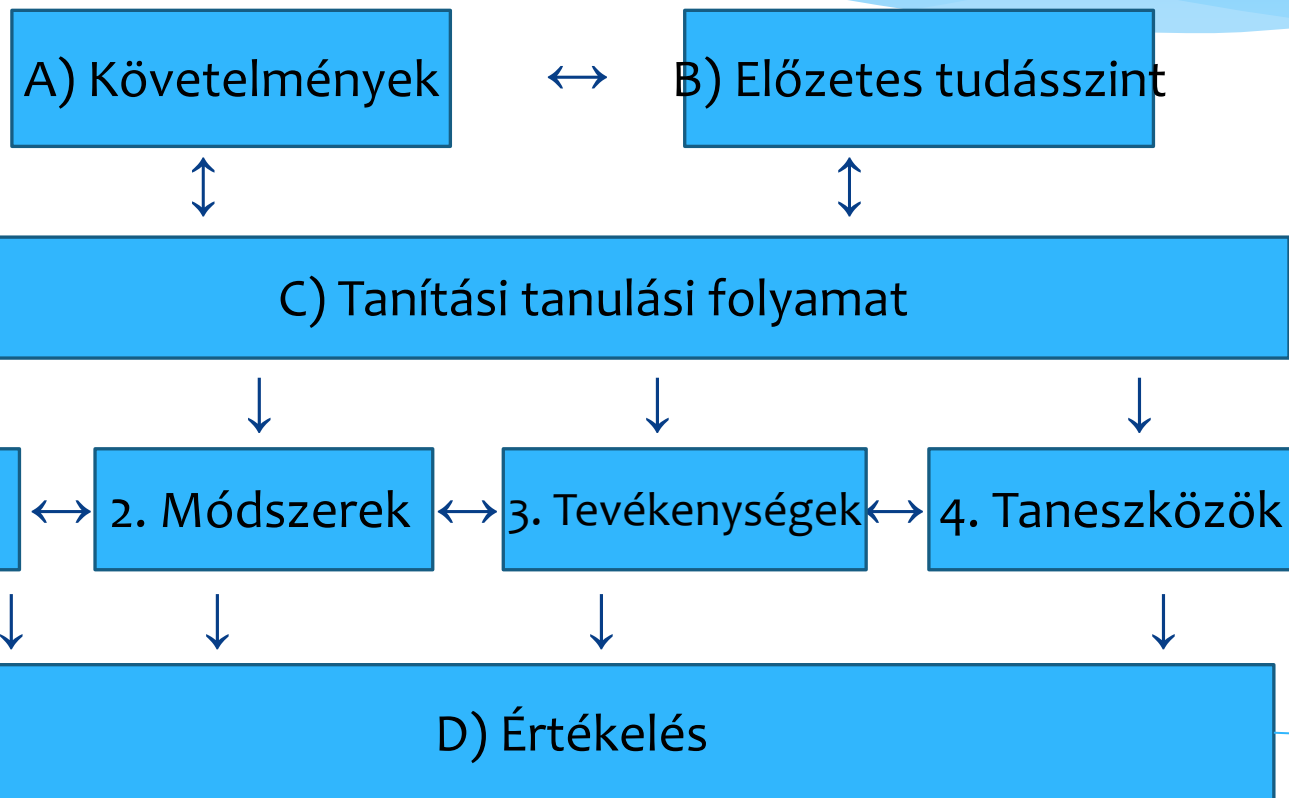 A) Követelmények
↔
B) Előzetes tudásszint
↕
↕
C) Tanítási tanulási folyamat
↓
↓
↓
↔
2. Módszerek
↔
3. Tevékenységek
↔
4. Taneszközök
↓
↓
↓
↓
D) Értékelés